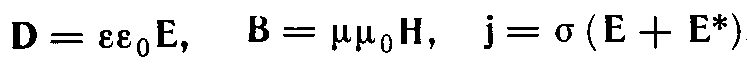 D = εε₀E, B = μμ₀H, j = σ (E + E*)